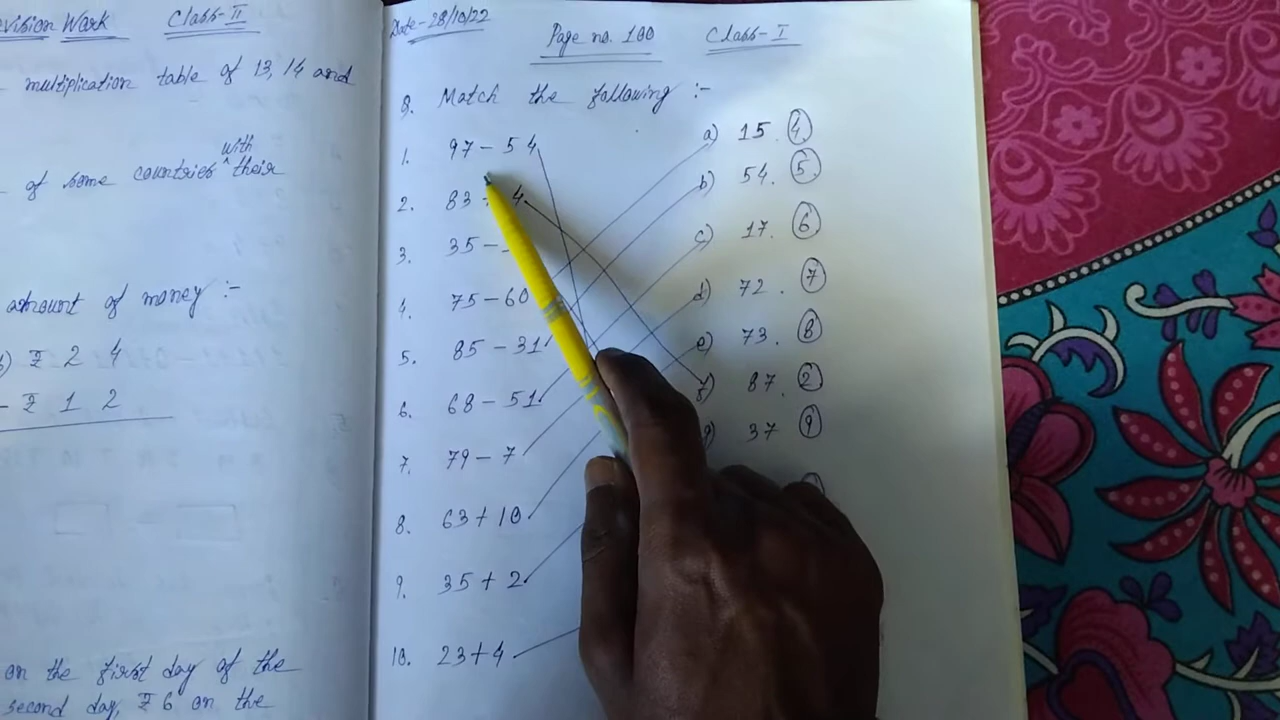 evision Work Class-II
multiplication table of 13, 14 and
with
of some countries ^ their
amount of money :-
b) ₹ 2 4
- ₹ 1 2
on the first day of the
second day, ₹ 6 on the
Date - 28/10/22
Page no. 100 Class-I
Q. Match the following :-
1. 97 - 54 a) 15 4.
2. 83 4 b) 54. 5.
3. 35 - c) 17. 6.
4. 75 - 60 d) 72. 7
5. 85 - 31 e) 73. 8
6. 68 - 51 f) 87. 2
7. 79 - 7 g) 37 9
8. 63 + 10
9. 35 + 2
10. 23 + 4